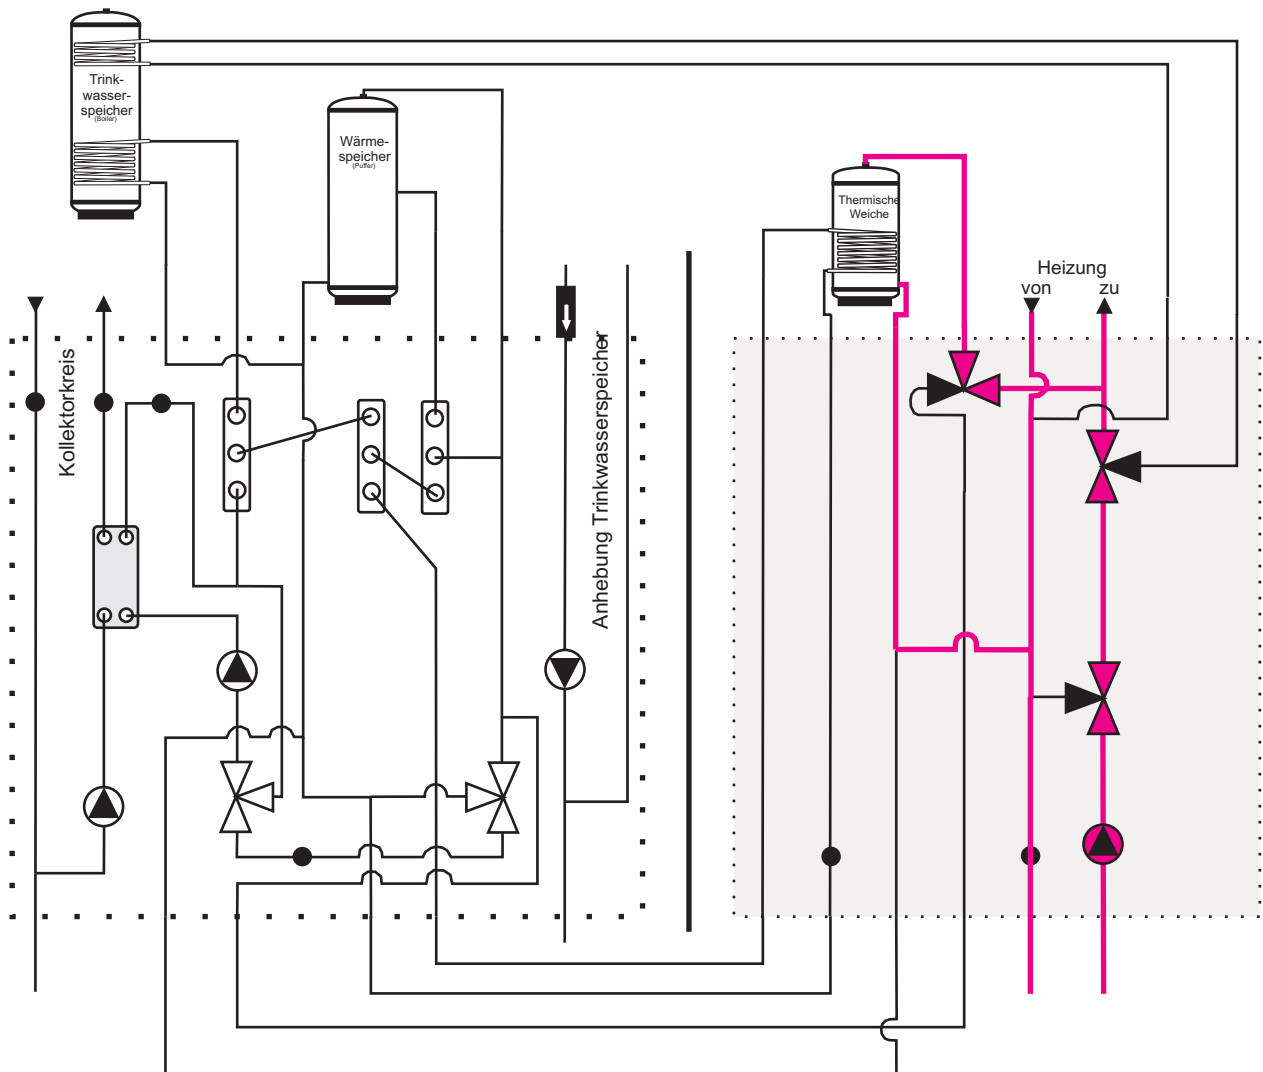 Trink-
wasser-
speicher
(Boiler)
Wärme-
speicher
(Puffer)
Thermische
Weiche
Heizung
von zu
Kollektorkreis
Anhebung Trinkwasserspeicher